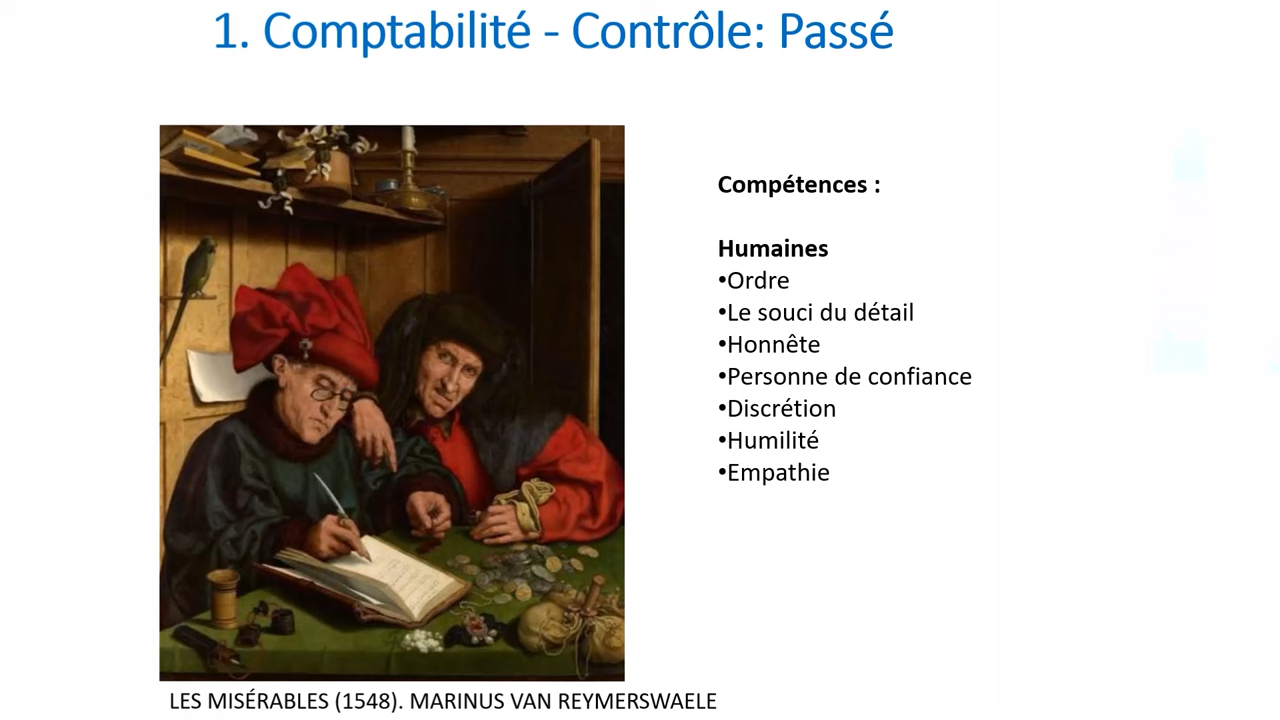 1. Comptabilité - Contrôle: Passé
Compétences :
Humaines
•Ordre
•Le souci du détail
•Honnête
•Personne de confiance
•Discrétion
•Humilité
•Empathie
LES MISÉRABLES (1548). MARINUS VAN REYMERSWAELE